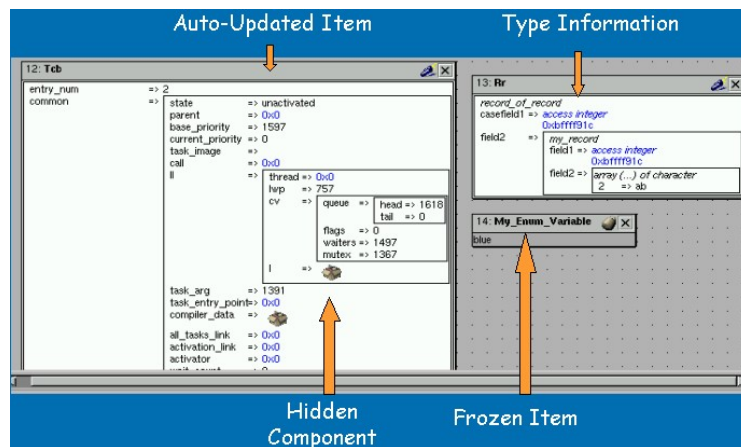 Auto-Updated Item
Type Information
12: Tcb
entry_num => 2
common =>
state => unactivated
parent => 0x0
base_priority => 1597
current_priority => 0
task_image =>
call => 0x0
ll =>
thread => 0x0
lwp => 757
cv =>
queue =>
head => 1618
tail => 0
flags => 0
waiters => 1497
mutex => 1367
l =>
task_arg => 1391
task_entry_point=> 0x0
compiler_data =>
all_tasks_link => 0x0
activation_link => 0x0
activator => 0x0
13: Rr
record_of_record
casefield1 => access integer
0xbffff91c
field2 =>
my_record
field1 => access integer
0xbffff91c
field2 =>
array (...) of character
2 => ab
14: My_Enum_Variable
blue
Hidden
Component
Frozen Item